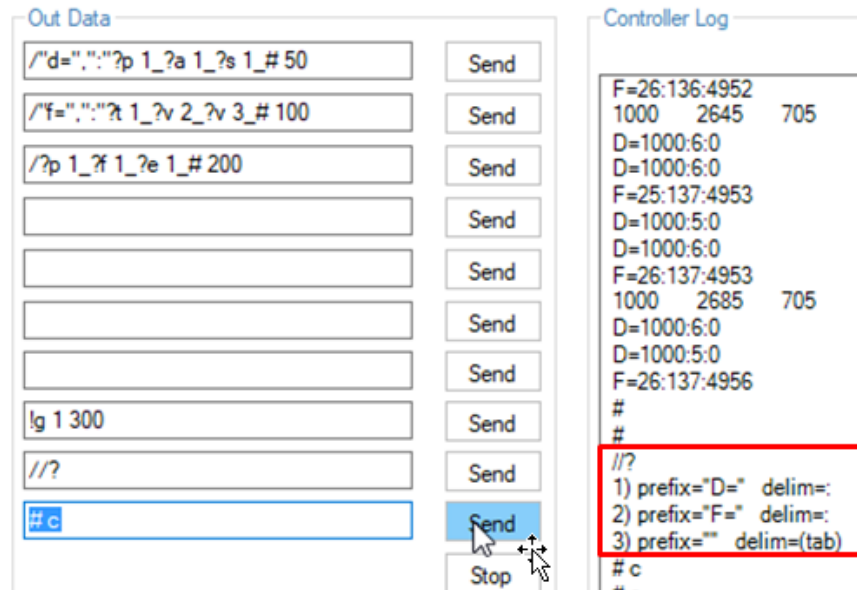 Out Data
/"d=",":"?p 1_?a 1_?s 1_# 50
Send
/"f=",":"?t 1_?v 2_?v 3_# 100
Send
/?p 1_?f 1_?e 1_# 200
Send
Send
Send
Send
Send
!g 1 300
Send
//?
Send
# c
Send
Stop
Controller Log
F=26:136:4952
1000 2645 705
D=1000:6:0
D=1000:6:0
F=25:137:4953
D=1000:5:0
D=1000:6:0
F=26:137:4953
1000 2685 705
D=1000:6:0
D=1000:5:0
F=26:137:4956
#
#
//?
1) prefix="D=" delim=:
2) prefix="F=" delim=:
3) prefix="" delim=(tab)
# c